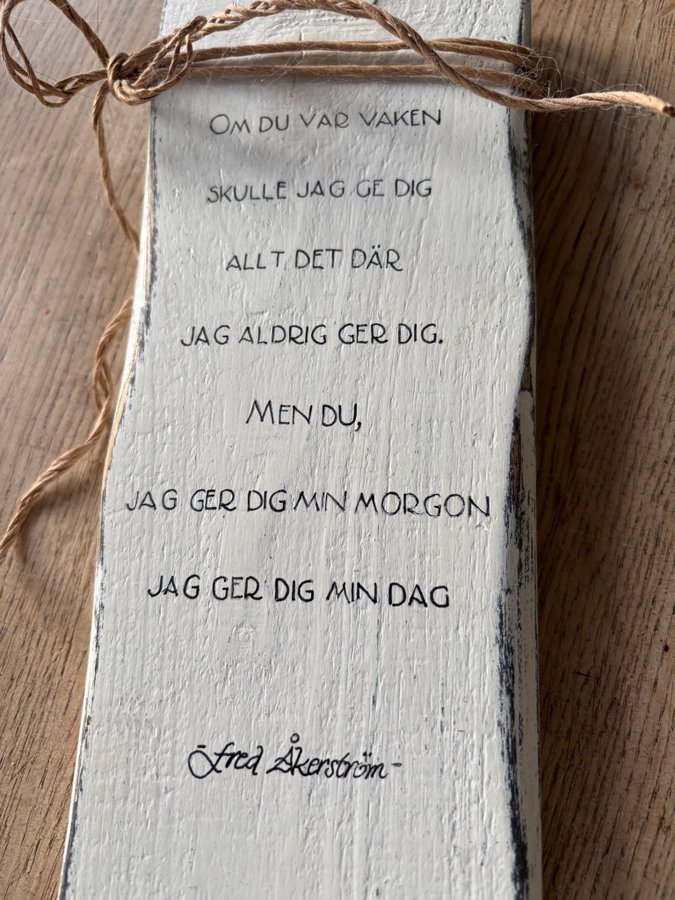 OM DU VAR VAKEN
SKULLE JAG GE DIG
ALLT DET DÄR
JAG ALDRIG GER DIG.
MEN DU,
JAG GER DIG MIN MORGON
JAG GER DIG MIN DAG
-Fred Åkerström-